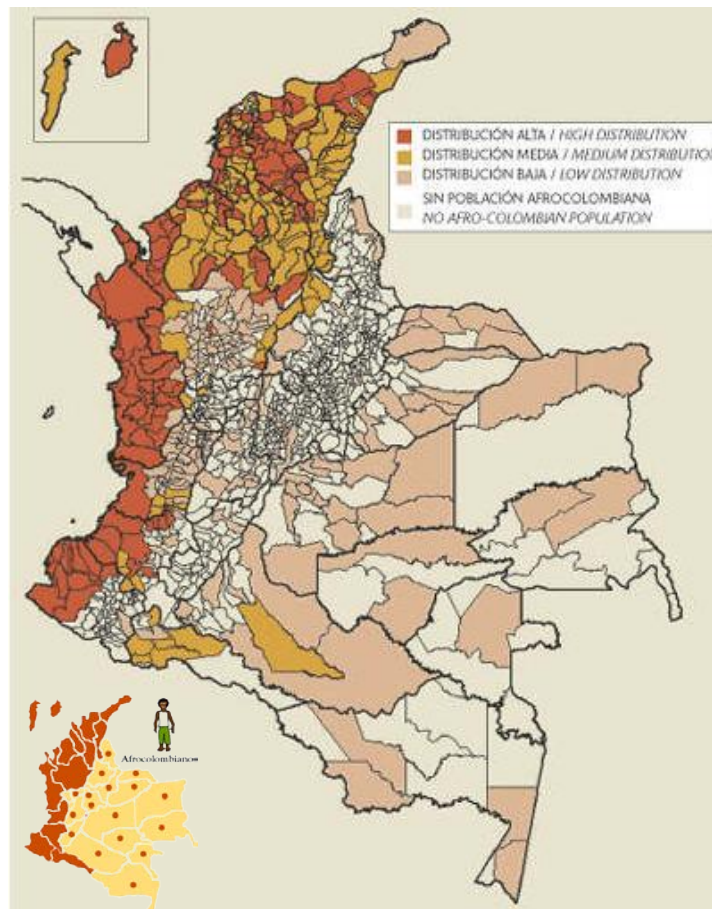 DISTRIBUCIÓN ALTA / HIGH DISTRIBUTION
DISTRIBUCIÓN MEDIA / MEDIUM DISTRIBUTION
DISTRIBUCIÓN BAJA / LOW DISTRIBUTION
SIN POBLACIÓN AFROCOLOMBIANA
NO AFRO-COLOMBIAN POPULATION
Afrocolombianos